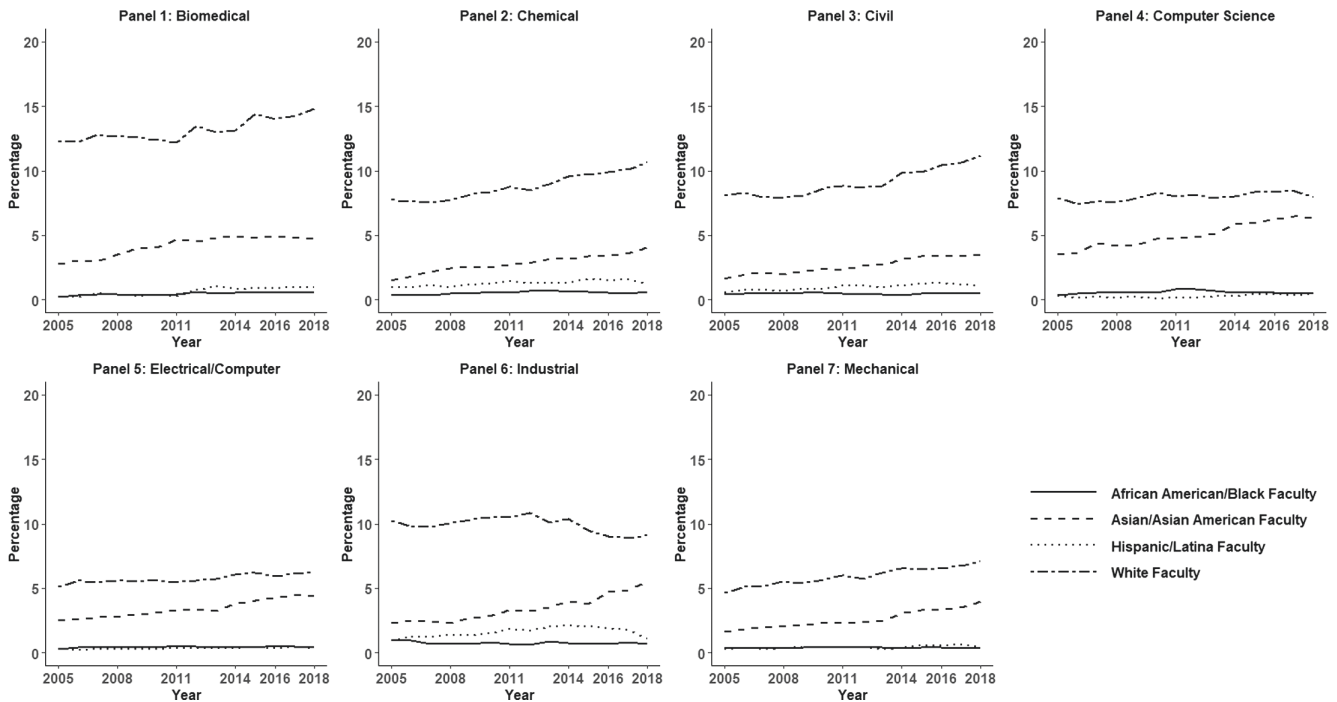 Panel 1: Biomedical
20
15
10
5
0
Percentage
2005 2008 2011 2014 2016 2018
Year
Panel 2: Chemical
20
15
10
5
0
Percentage
2005 2008 2011 2014 2016 2018
Year
Panel 3: Civil
20
15
10
5
0
Percentage
2005 2008 2011 2014 2016 2018
Year
Panel 4: Computer Science
20
15
10
5
0
Percentage
2005 2008 2011 2014 2016 2018
Year
Panel 5: Electrical/Computer
20
15
10
5
0
Percentage
2005 2008 2011 2014 2016 2018
Year
Panel 6: Industrial
20
15
10
5
0
Percentage
2005 2008 2011 2014 2016 2018
Year
Panel 7: Mechanical
20
15
10
5
0
Percentage
2005 2008 2011 2014 2016 2018
Year
African American/Black Faculty
Asian/Asian American Faculty
Hispanic/Latina Faculty
White Faculty